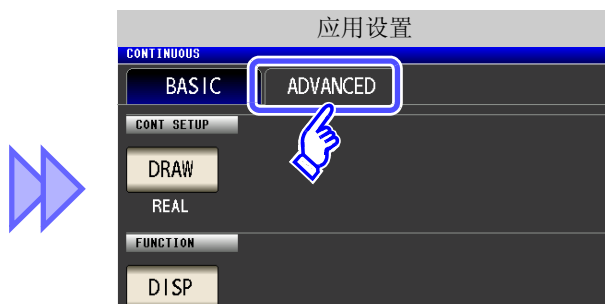 应用设置
CONTINUOUS
BASIC ADVANCED
CONT SETUP
DRAW
REAL
FUNCTION
DISP